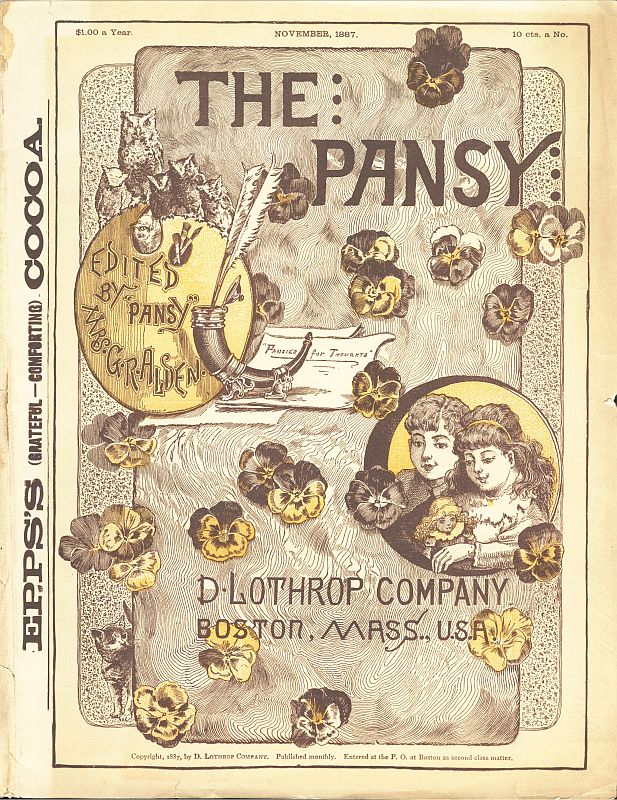 $1.00 a Year.
NOVEMBER, 1887.
10 cts. a No.
THE
PANSY
EDITED
BY "PANSY"
MRS. G.R. ALDEN.
"PANSIES for THOUGHTS"
D. LOTHROP COMPANY
BOSTON, MASS., U.S.A.
Copyright, 1887, by D. LOTHROP COMPANY. Published monthly. Entered at the P. O. at Boston as second class matter.
EPPS'S (GRATEFUL—COMFORTING) COCOA.